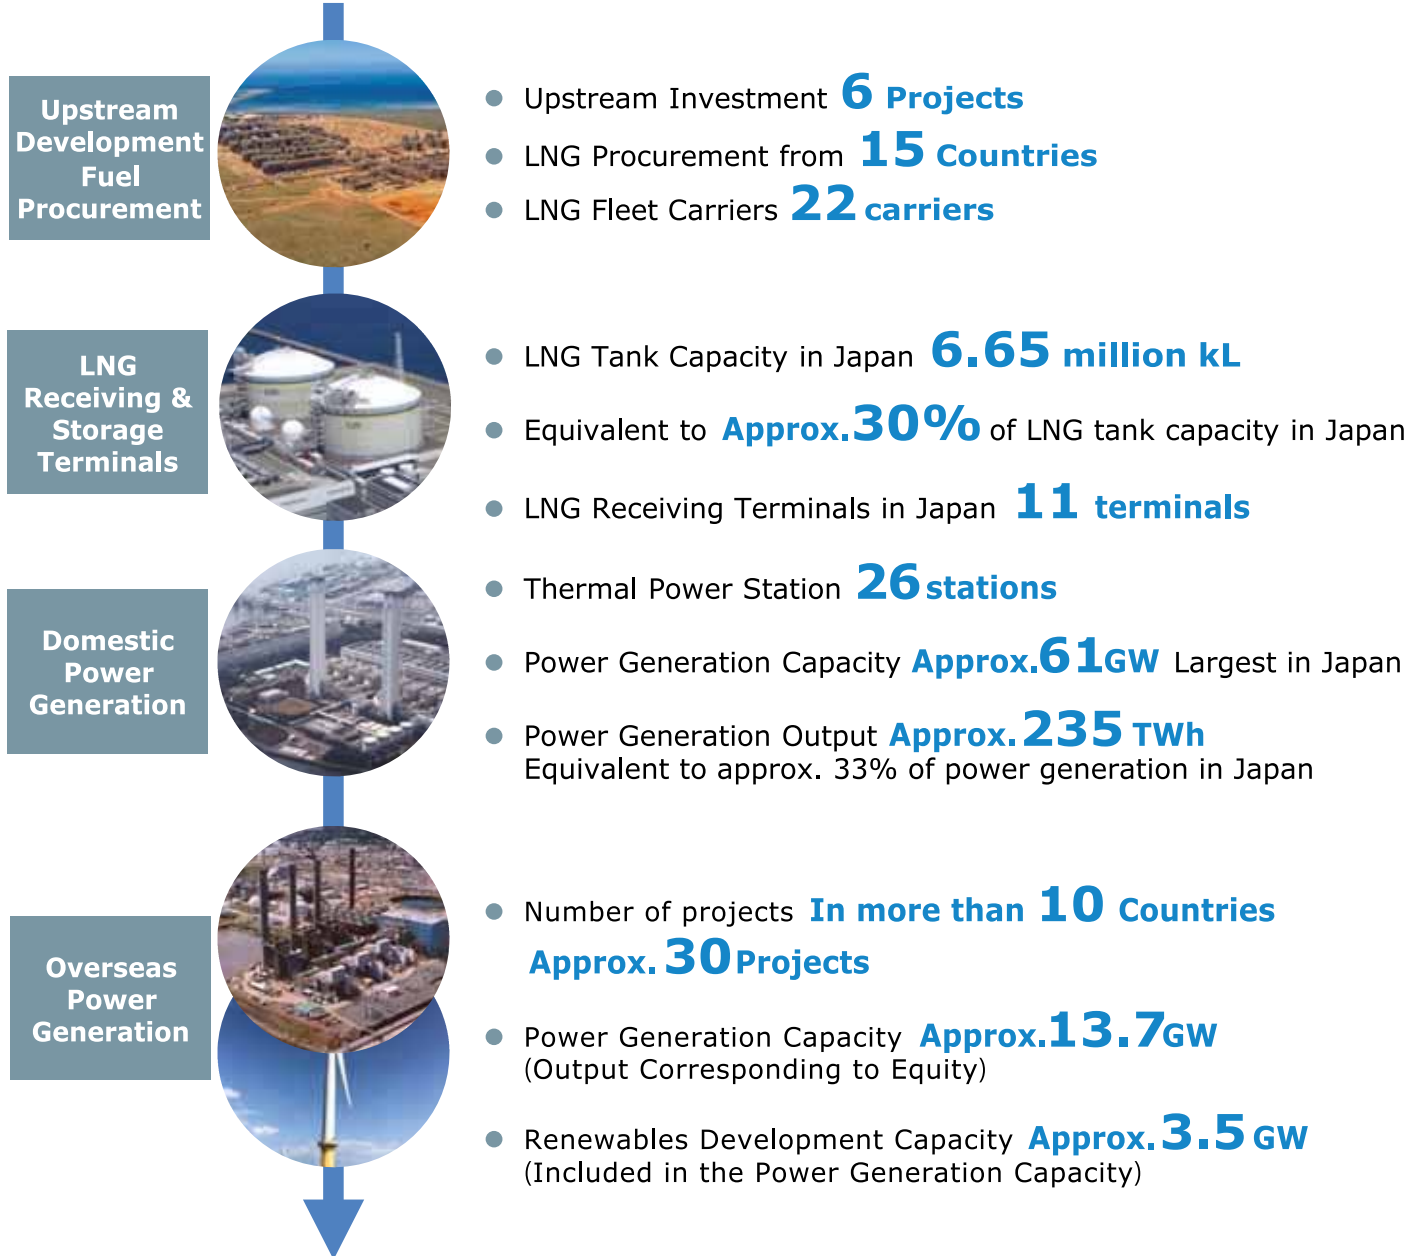 Upstream
Development
Fuel
Procurement
● Upstream Investment 6 Projects
● LNG Procurement from 15 Countries
● LNG Fleet Carriers 22 carriers
LNG
Receiving &
Storage
Terminals
● LNG Tank Capacity in Japan 6.65 million kL
● Equivalent to Approx.30% of LNG tank capacity in Japan
● LNG Receiving Terminals in Japan 11 terminals
Domestic
Power
Generation
● Thermal Power Station 26 stations
● Power Generation Capacity Approx.61GW Largest in Japan
● Power Generation Output Approx.235 TWh
Equivalent to approx. 33% of power generation in Japan
Overseas
Power
Generation
● Number of projects In more than 10 Countries
Approx.30 Projects
● Power Generation Capacity Approx.13.7GW
(Output Corresponding to Equity)
● Renewables Development Capacity Approx.3.5 GW
(Included in the Power Generation Capacity)